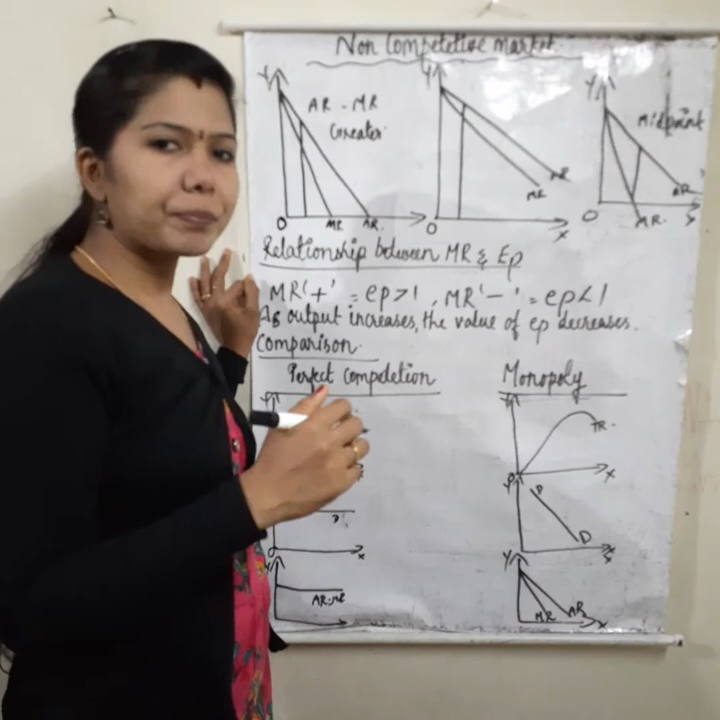 Non Competetive market.
Y Y Y
AR - MR
Greater
Midpoint
MR AR. AR MR AR
O O X O MR. X
Relationship between MR & Ep
MR'+' = ep>1, MR'-' = ep<1
As output increases, the value of ep decreases.
Comparison.
Perfect Competetion Monopoly
Y Y
TR.
X
Y
D
D
O X X
Y Y
AR=MR
MR AR X